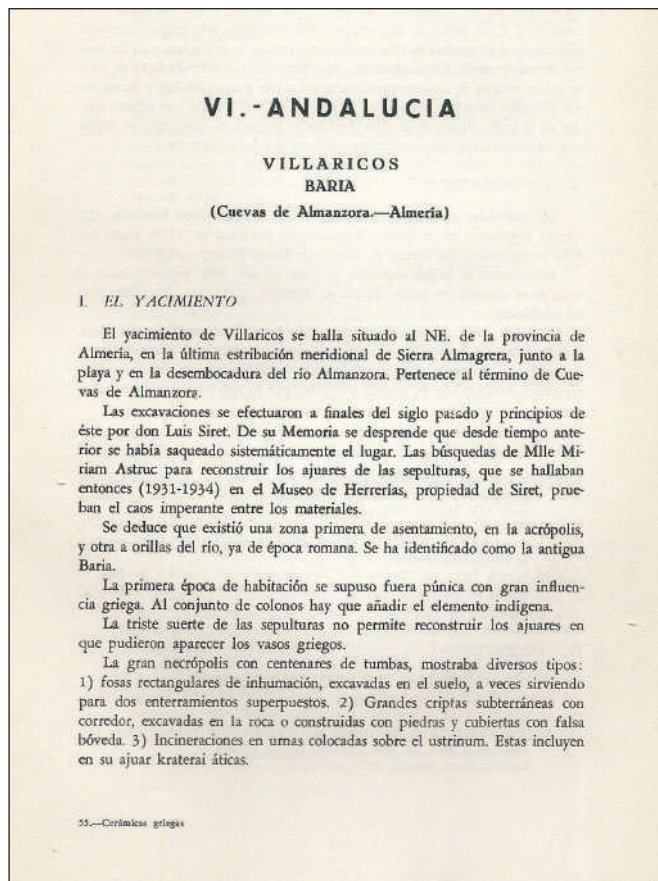 VI.-ANDALUCIA
VILLARICOS
BARIA
(Cuevas de Almanzora.—Almería)
I. EL YACIMIENTO
El yacimiento de Villaricos se halla situado al NE. de la provincia de
Almería, en la última estribación meridional de Sierra Almagrera, junto a la
playa y en la desembocadura del río Almanzora. Pertenece al término de Cue-
vas de Almanzora.
Las excavaciones se efectuaron a finales del siglo pasado y principios de
éste por don Luis Siret. De su Memoria se desprende que desde tiempo ante-
rior se había saqueado sistemáticamente el lugar. Las búsquedas de Mlle Mi-
riam Astruc para reconstruir los ajuares de las sepulturas, que se hallaban
entonces (1931-1934) en el Museo de Herrerías, propiedad de Siret, prue-
ban el caos imperante entre los materiales.
Se deduce que existió una zona primera de asentamiento, en la acrópolis,
y otra a orillas del río, ya de época romana. Se ha identificado como la antigua
Baria.
La primera época de habitación se supuso fuera púnica con gran influen-
cia griega. Al conjunto de colonos hay que añadir el elemento indígena.
La triste suerte de las sepulturas no permite reconstruir los ajuares en
que pudieron aparecer los vasos griegos.
La gran necrópolis con centenares de tumbas, mostraba diversos tipos:
1) fosas rectangulares de inhumación, excavadas en el suelo, a veces sirviendo
para dos enterramientos superpuestos. 2) Grandes criptas subterráneas con
corredor, excavadas en la roca o construidas con piedras y cubiertas con falsa
bóveda. 3) Incineraciones en urnas colocadas sobre el ustrinum. Estas incluyen
en su ajuar kraterai áticas.
55.—Cerámicas griegas